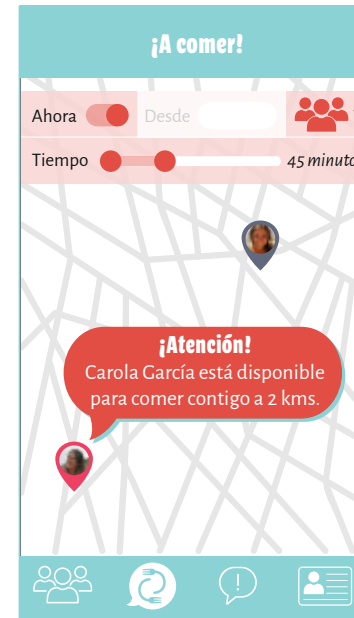 ¡A comer!
Ahora Desde
Tiempo 45 minuto
¡Atención!
Carola García está disponible
para comer contigo a 2 kms.